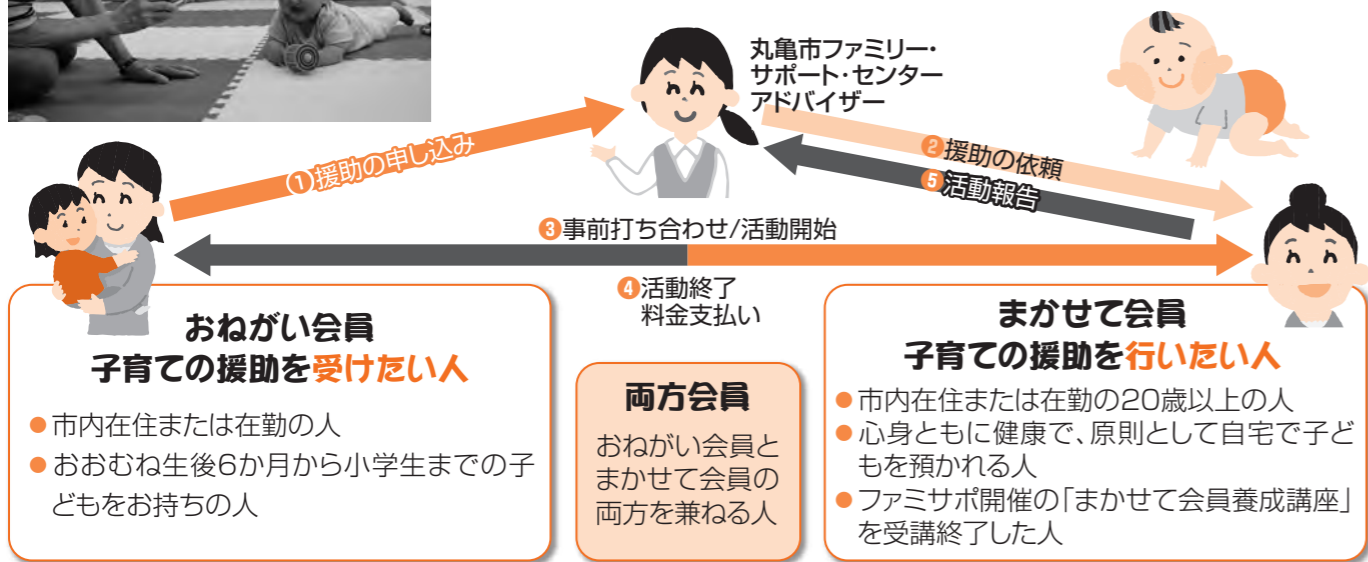 丸亀市ファミリー・
サポート・センター
アドバイザー
①援助の申し込み
②援助の依頼
⑤活動報告
③事前打ち合わせ/活動開始
④活動終了
料金支払い
おねがい会員
子育ての援助を受けたい人
●市内在住または在勤の人
●おおむね生後6か月から小学生までの子
どもをお持ちの人
両方会員
おねがい会員と
まかせて会員の
両方を兼ねる人
まかせて会員
子育ての援助を行いたい人
●市内在住または在勤の20歳以上の人
●心身ともに健康で、原則として自宅で子ど
もを預かれる人
●ファミサポ開催の「まかせて会員養成講座」
を受講終了した人